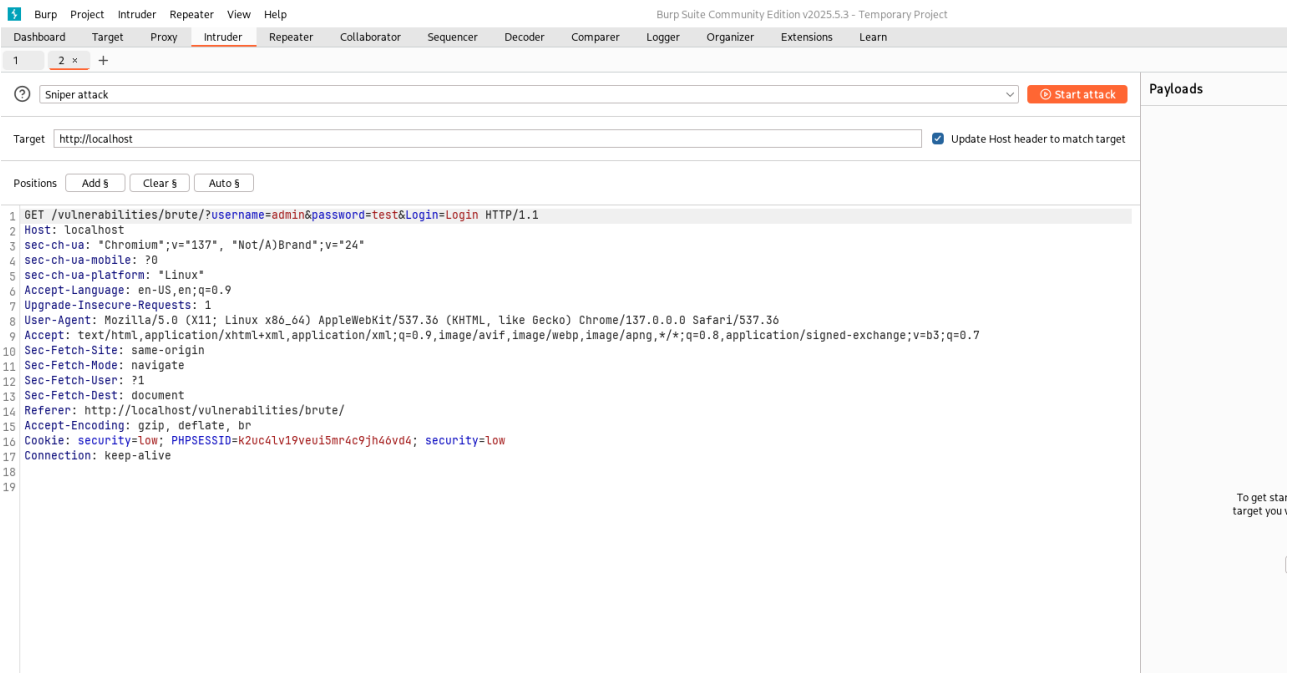 Burp Project Intruder Repeater View Help Burp Suite Community Edition v2025.5.3 - Temporary Project
Dashboard Target Proxy Intruder Repeater Collaborator Sequencer Decoder Comparer Logger Organizer Extensions Learn
1 2 × +
Sniper attack Start attack Payloads
Target http://localhost Update Host header to match target
Positions Add § Clear § Auto §
1 GET /vulnerabilities/brute/?username=admin&password=test&Login=Login HTTP/1.1
2 Host: localhost
3 sec-ch-ua: "Chromium";v="137", "Not/A)Brand";v="24"
4 sec-ch-ua-mobile: ?0
5 sec-ch-ua-platform: "Linux"
6 Accept-Language: en-US,en;q=0.9
7 Upgrade-Insecure-Requests: 1
8 User-Agent: Mozilla/5.0 (X11; Linux x86_64) AppleWebKit/537.36 (KHTML, like Gecko) Chrome/137.0.0.0 Safari/537.36
9 Accept: text/html,application/xhtml+xml,application/xml;q=0.9,image/avif,image/webp,image/apng,*/*;q=0.8,application/signed-exchange;v=b3;q=0.7
10 Sec-Fetch-Site: same-origin
11 Sec-Fetch-Mode: navigate
12 Sec-Fetch-User: ?1
13 Sec-Fetch-Dest: document
14 Referer: http://localhost/vulnerabilities/brute/
15 Accept-Encoding: gzip, deflate, br
16 Cookie: security=low; PHPSESSID=k2uc4lv19veui5mr4c9jh46vd4; security=low
17 Connection: keep-alive
18
19
To get star
target you